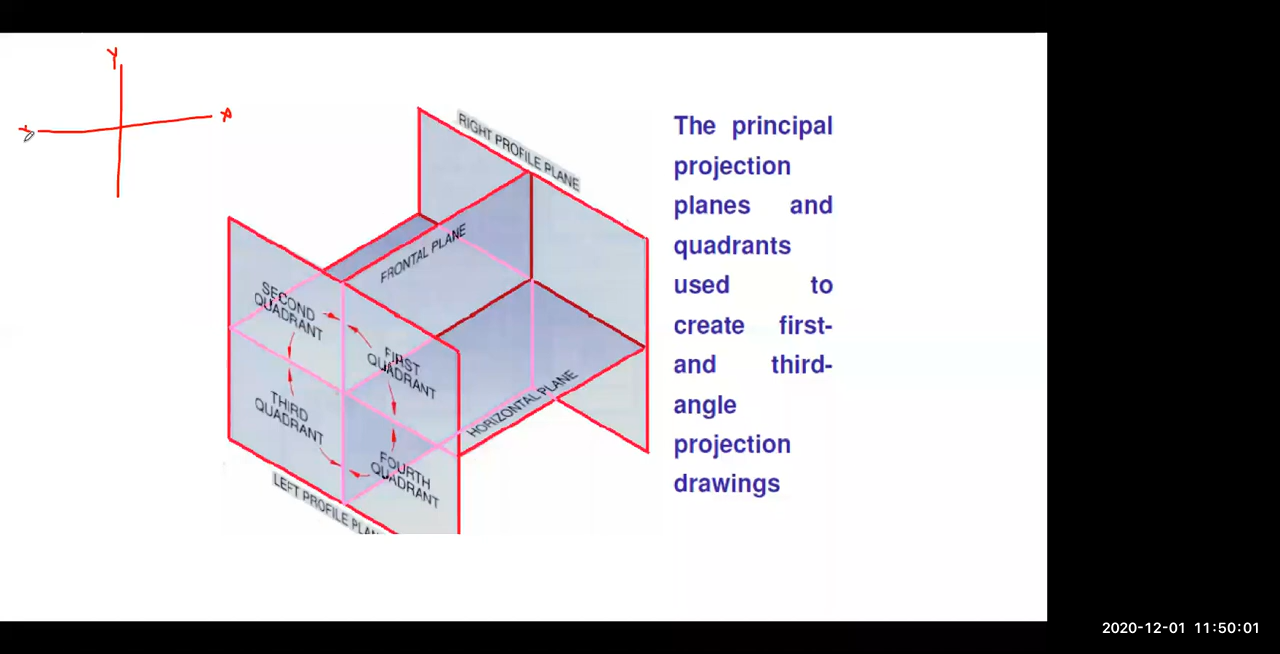 Y
RIGHT PROFILE PLANE
FRONTAL PLANE
SECOND
QUADRANT
FIRST
QUADRANT
THIRD
QUADRANT
FOURTH
QUADRANT
HORIZONTAL PLANE
LEFT PROFILE
The principal
projection
planes and
quadrants
used to
create first-
and third-
angle
projection
drawings
2020-12-01 11:50:01